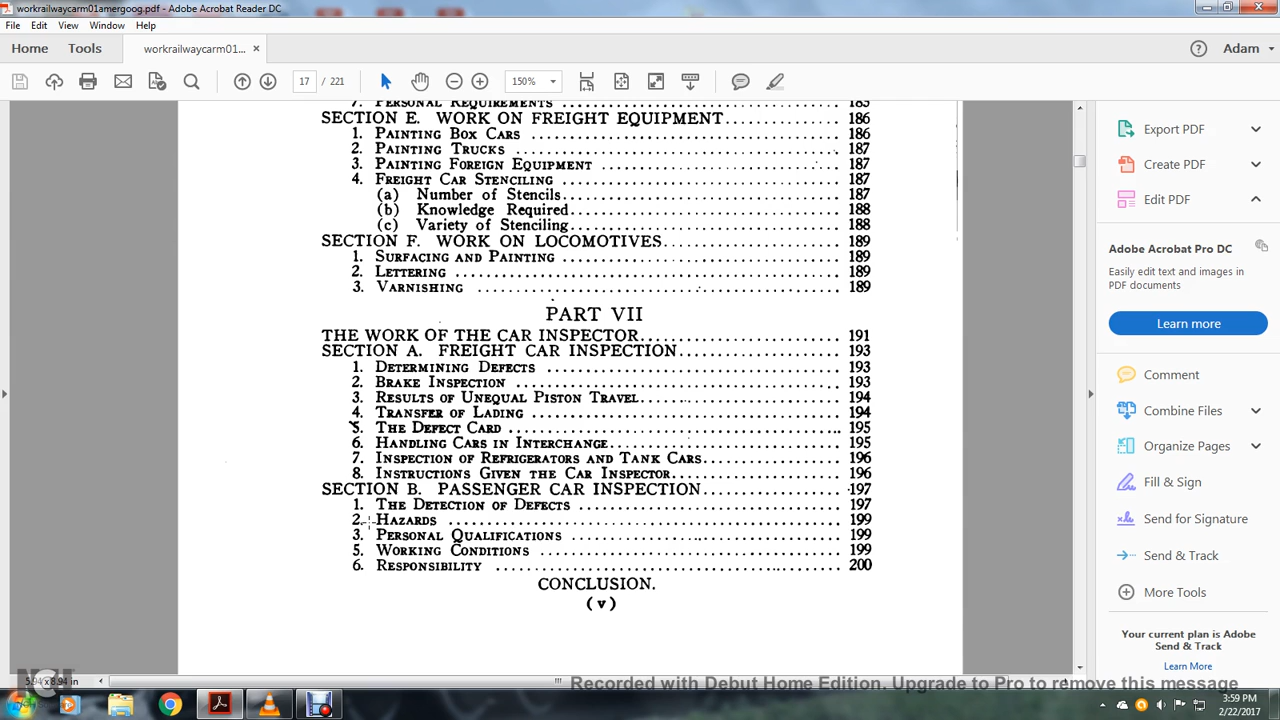 workrailwaycarm01amergoog.pdf - Adobe Acrobat Reader DC
File Edit View Window Help
Home Tools workrailwaycarm01... × ? Adam
17 / 221 150%
7. PERSONAL REQUIREMENTS 185
SECTION E. WORK ON FREIGHT EQUIPMENT 186
1. PAINTING BOX CARS 186
2. PAINTING TRUCKS 187
3. PAINTING FOREIGN EQUIPMENT 187
4. FREIGHT CAR STENCILING 187
(a) Number of Stencils 187
(b) Knowledge Required 188
(c) Variety of Stenciling 188
SECTION F. WORK ON LOCOMOTIVES 189
1. SURFACING AND PAINTING 189
2. LETTERING 189
3. VARNISHING 189
PART VII
THE WORK OF THE CAR INSPECTOR 191
SECTION A. FREIGHT CAR INSPECTION 193
1. DETERMINING DEFECTS 193
2. BRAKE INSPECTION 193
3. RESULTS OF UNEQUAL PISTON TRAVEL 194
4. TRANSFER OF LADING 194
5. THE DEFECT CARD 195
6. HANDLING CARS IN INTERCHANGE 195
7. INSPECTION OF REFRIGERATORS AND TANK CARS 196
8. INSTRUCTIONS GIVEN THE CAR INSPECTOR 196
SECTION B. PASSENGER CAR INSPECTION 197
1. THE DETECTION OF DEFECTS 197
2. HAZARDS 199
3. PERSONAL QUALIFICATIONS 199
5. WORKING CONDITIONS 199
6. RESPONSIBILITY 200
CONCLUSION.
(v)
Export PDF
Create PDF
Edit PDF
Adobe Acrobat Pro DC
Easily edit text and images in
PDF documents
Learn more
Comment
Combine Files
Organize Pages
Fill & Sign
Send for Signature
Send & Track
More Tools
Your current plan is Adobe
Send & Track
Learn More
5.94 x 8.94 in
NCH
Recorded with Debut Home Edition. Upgrade to Pro to remove this message
3:59 PM
2/22/2017